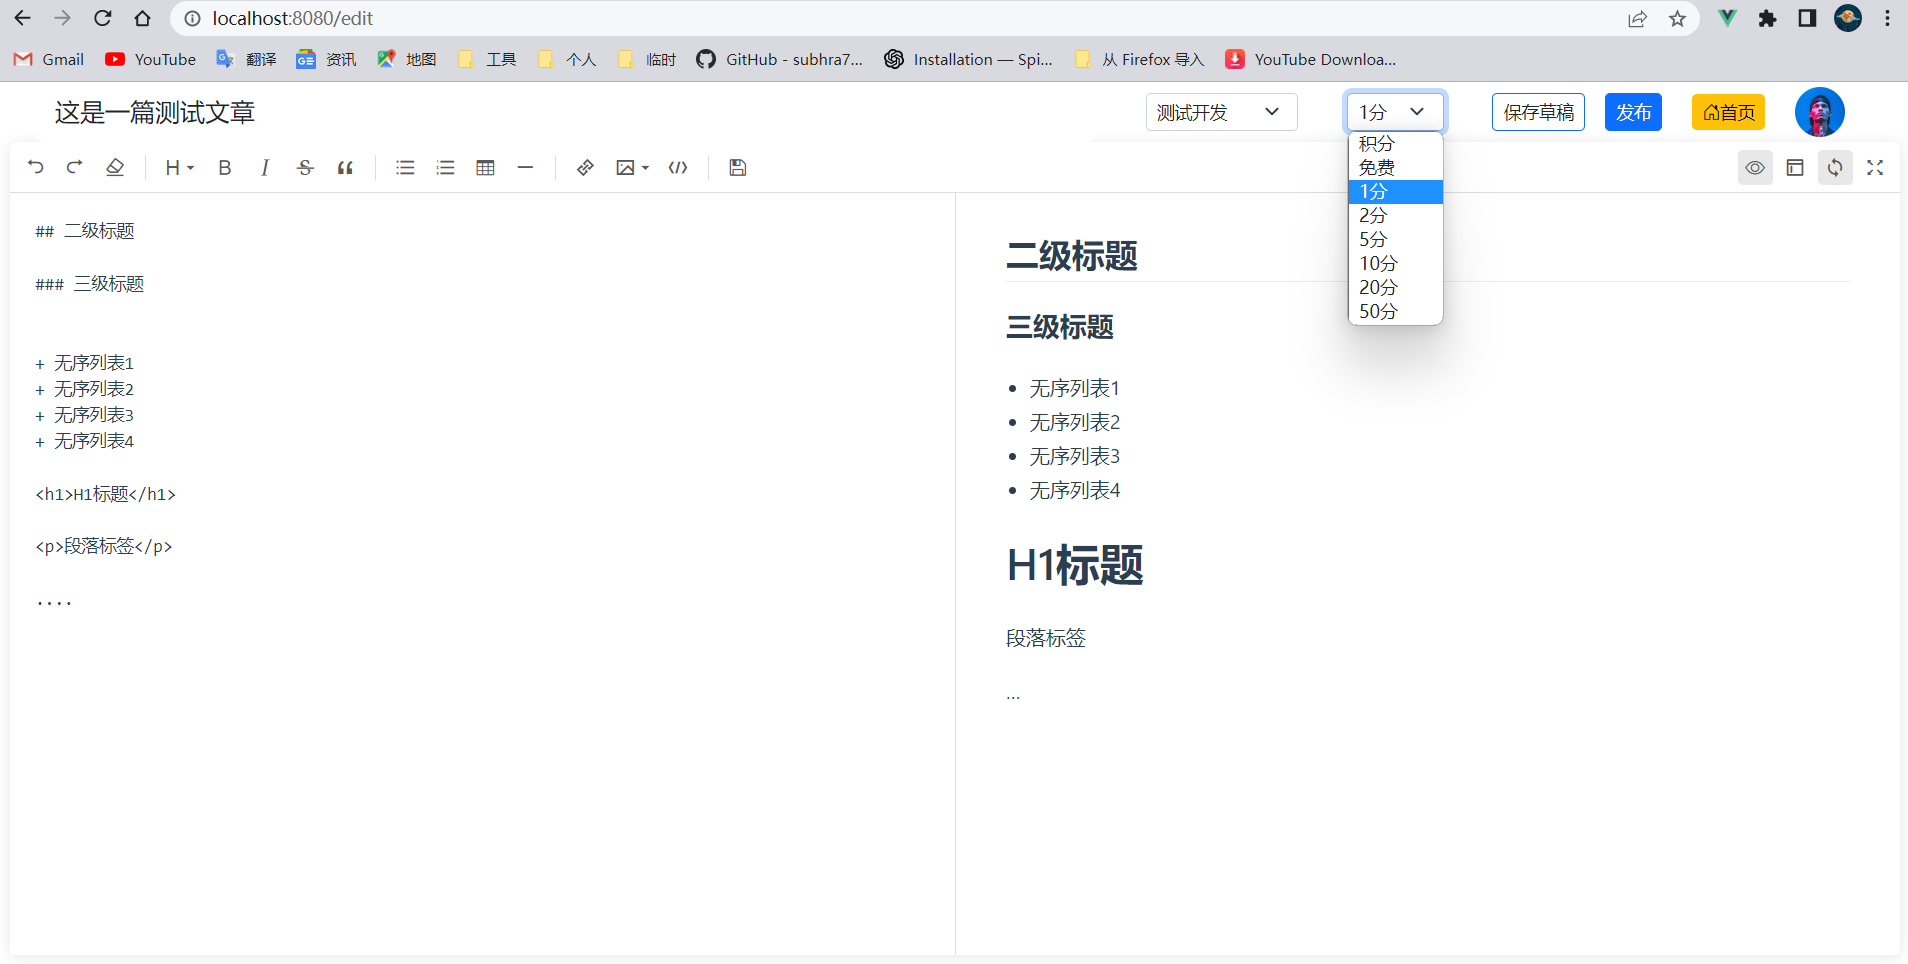 localhost:8080/edit
Gmail YouTube 翻译 资讯 地图 工具 个人 临时 GitHub - subhra7... Installation — Spi... 从 Firefox 导入 YouTube Downloa...
这是一篇测试文章 测试开发 1分 保存草稿 发布 首页
积分
免费
1分
2分
5分
10分
20分
50分
H B I S
## 二级标题
### 三级标题
+ 无序列表1
+ 无序列表2
+ 无序列表3
+ 无序列表4
<h1>H1标题</h1>
<p>段落标签</p>
....
二级标题
三级标题
• 无序列表1
• 无序列表2
• 无序列表3
• 无序列表4
H1标题
段落标签
...